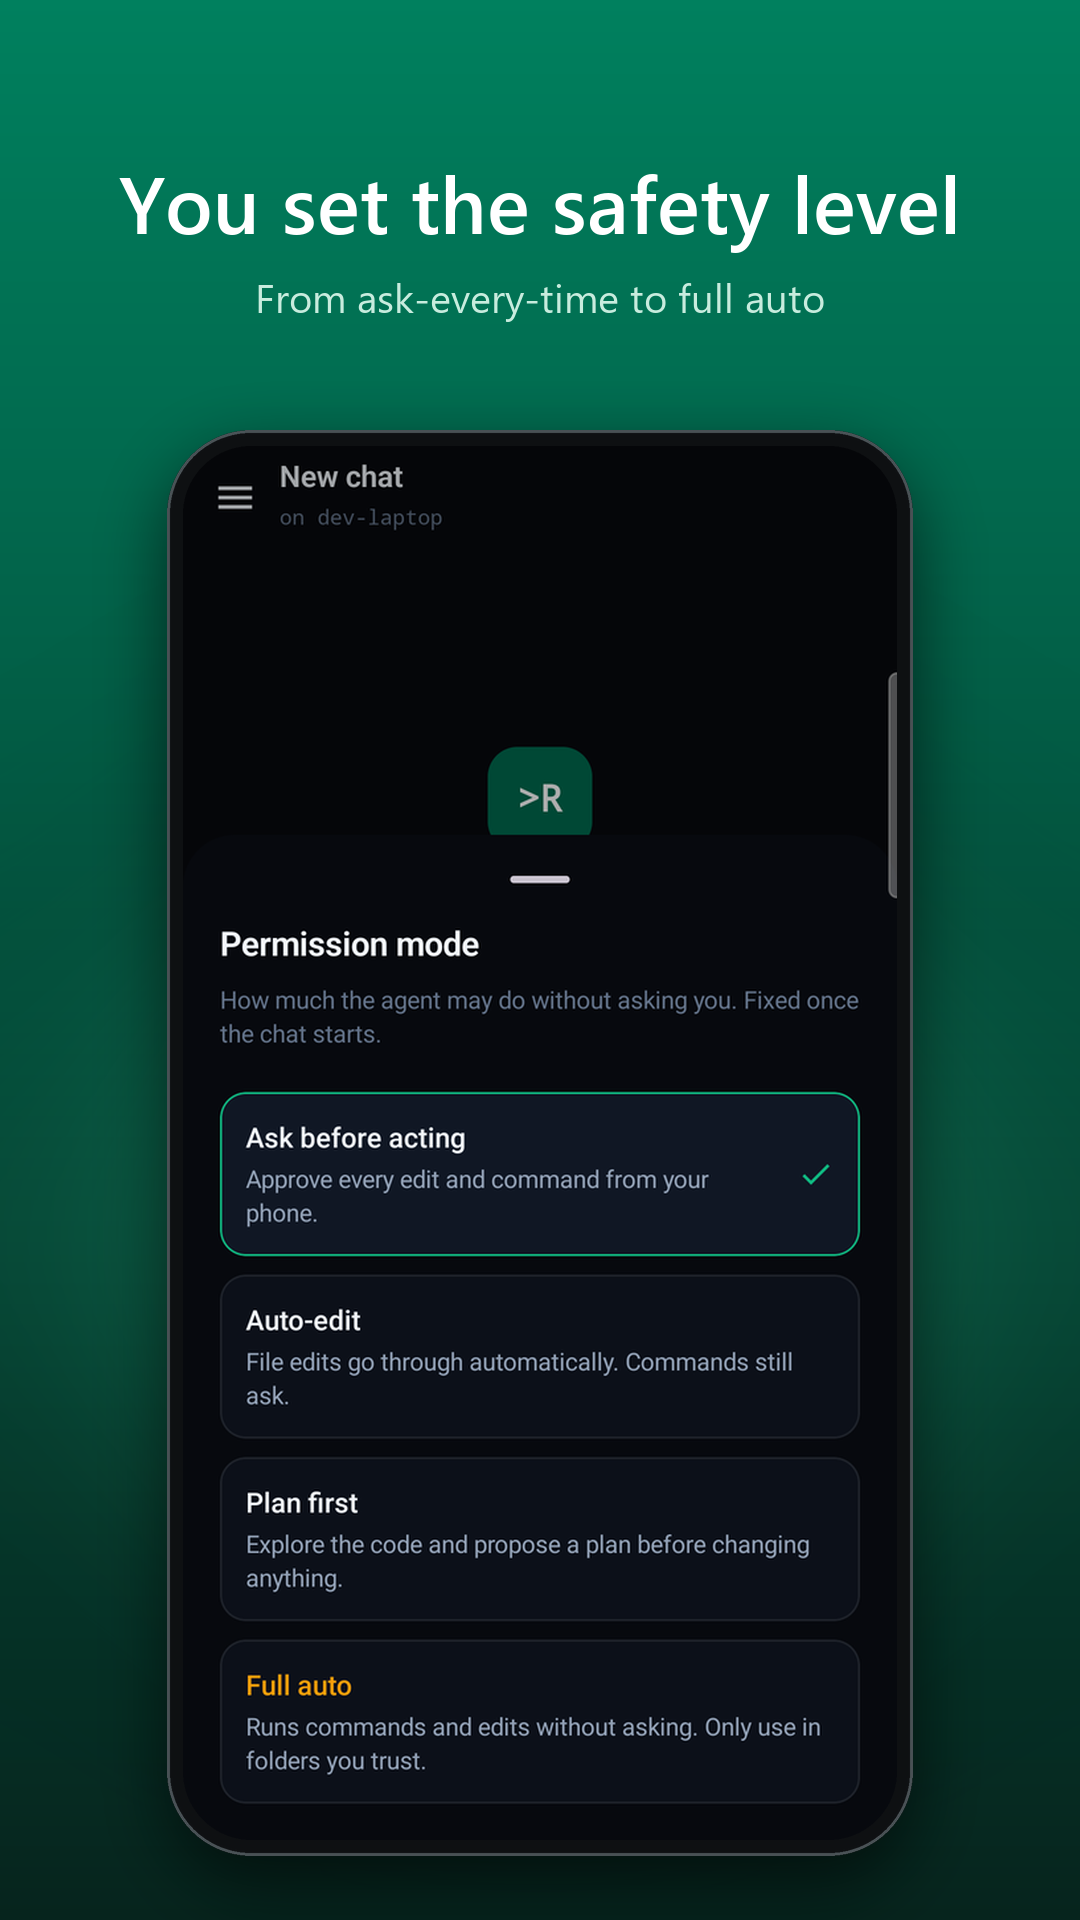 You set the safety level
From ask-every-time to full auto
New chat
on dev-laptop
>R
Permission mode
How much the agent may do without asking you. Fixed once
the chat starts.
Ask before acting
Approve every edit and command from your
phone.
Auto-edit
File edits go through automatically. Commands still
ask.
Plan first
Explore the code and propose a plan before changing
anything.
Full auto
Runs commands and edits without asking. Only use in
folders you trust.